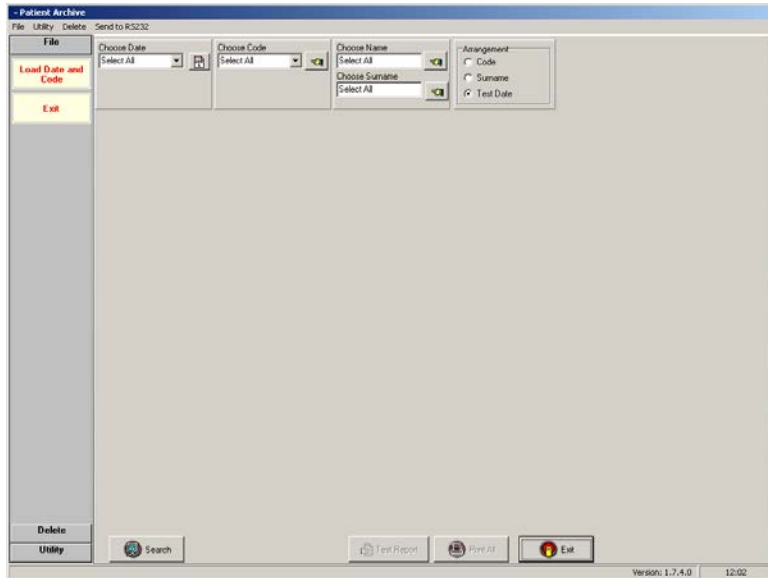 - Patient Archive
File Utility Delete Send to RS232
File
Load Date and
Code
Exit
Choose Date
Select All
Choose Code
Select All
Choose Name
Select All
Choose Surname
Select All
Arrangement
Code
Surname
Test Date
Delete
Utility
Search
Test Report
Print All
Exit
Version: 1.7.4.0
12:02